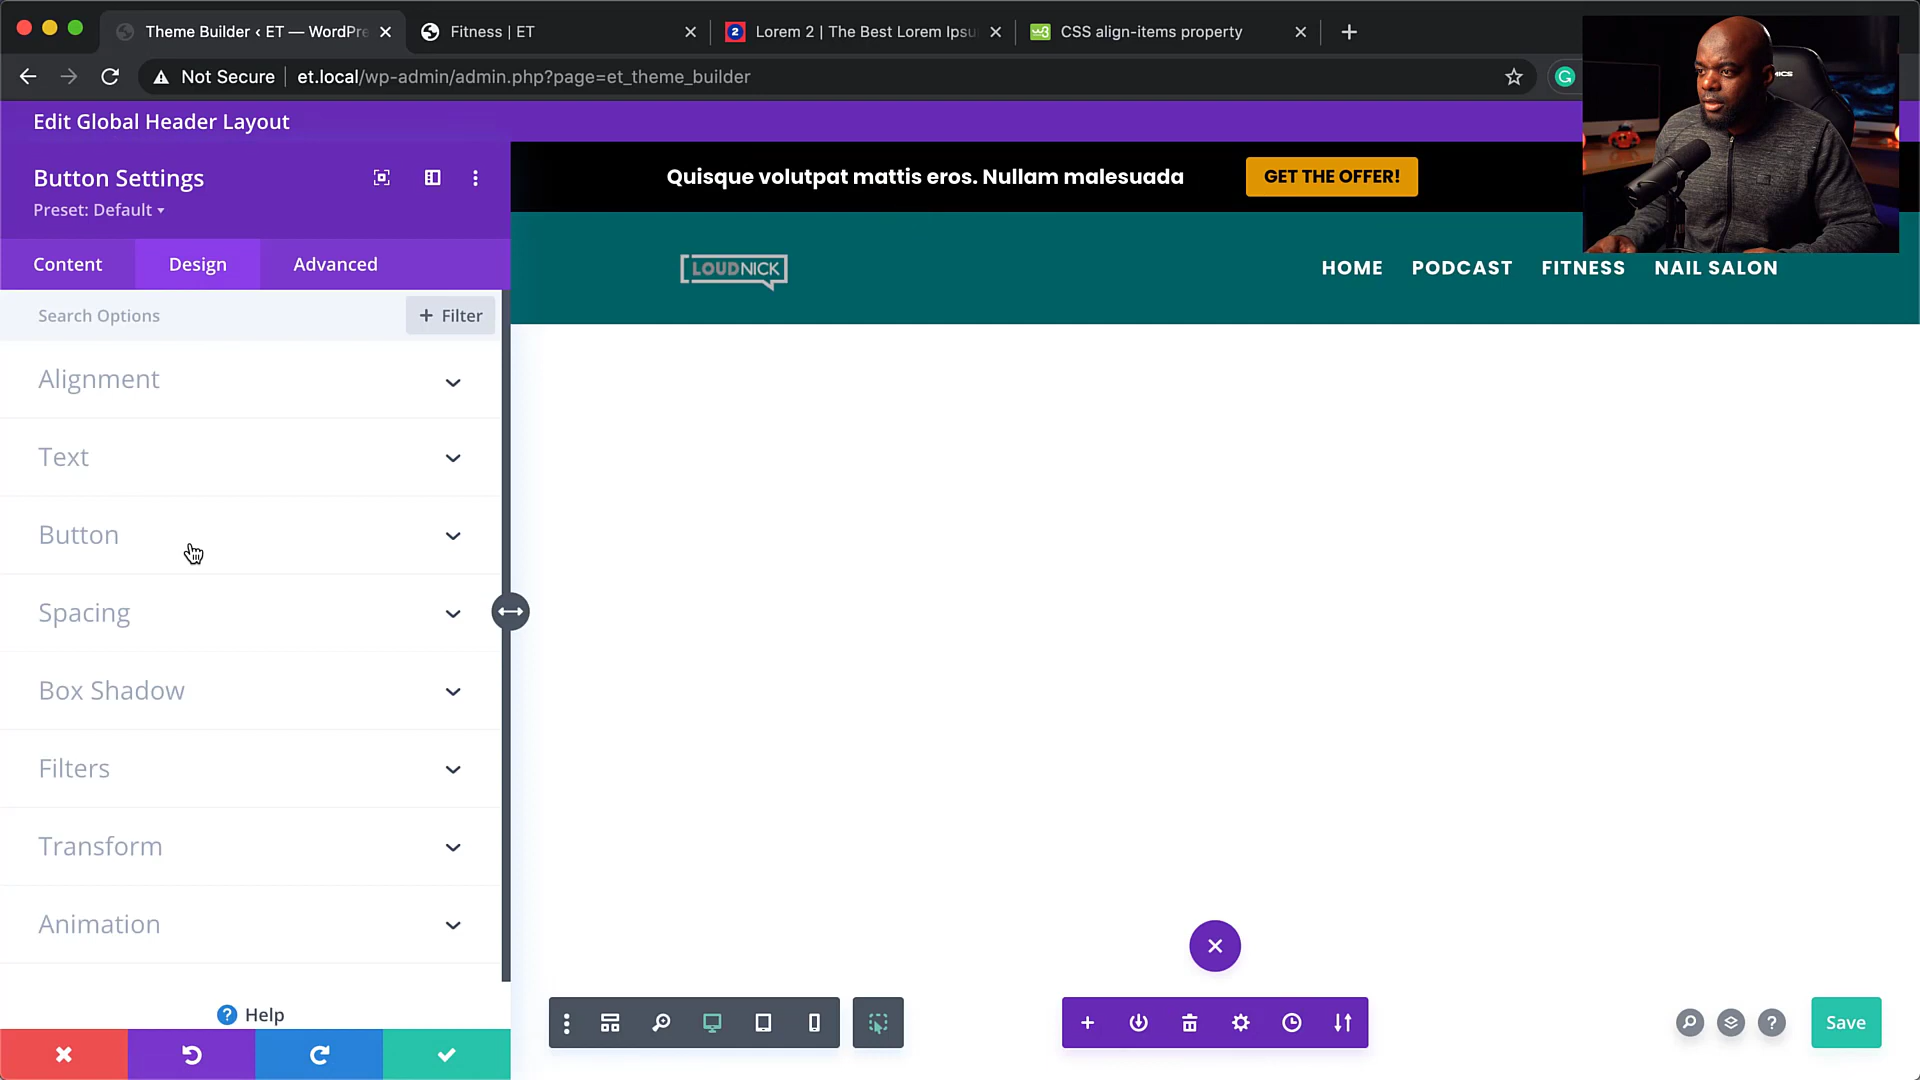 Theme Builder ‹ ET — WordPre
Fitness | ET
Lorem 2 | The Best Lorem Ipsu
CSS align-items property
Not Secure
et.local/wp-admin/admin.php?page=et_theme_builder
Edit Global Header Layout
Button Settings
Preset: Default
Content
Design
Advanced
Search Options
+ Filter
Alignment
Text
Button
Spacing
Box Shadow
Filters
Transform
Animation
Help
Quisque volutpat mattis eros. Nullam malesuada
GET THE OFFER!
LOUDNICK
HOME
PODCAST
FITNESS
NAIL SALON
Save